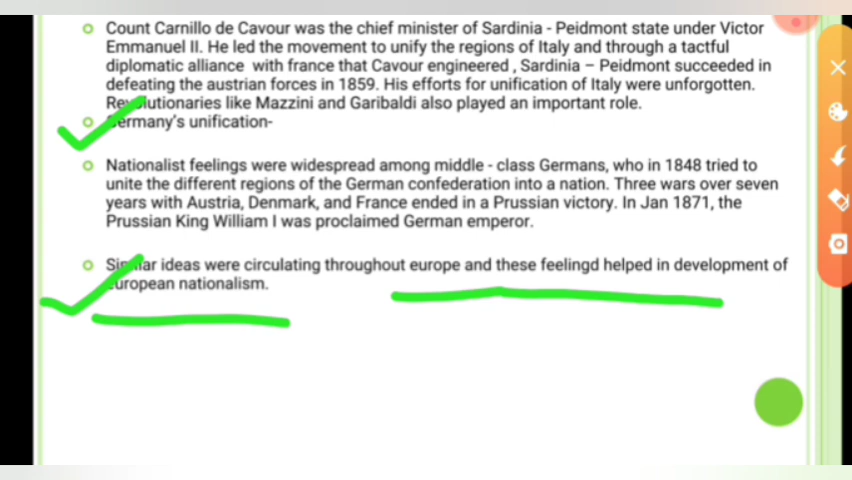 Count Carnillo de Cavour was the chief minister of Sardinia - Peidmont state under Victor
Emmanuel II. He led the movement to unify the regions of Italy and through a tactful
diplomatic alliance with france that Cavour engineered , Sardinia – Peidmont succeeded in
defeating the austrian forces in 1859. His efforts for unification of Italy were unforgotten.
Revolutionaries like Mazzini and Garibaldi also played an important role.
Germany's unification-
Nationalist feelings were widespread among middle - class Germans, who in 1848 tried to
unite the different regions of the German confederation into a nation. Three wars over seven
years with Austria, Denmark, and France ended in a Prussian victory. In Jan 1871, the
Prussian King William I was proclaimed German emperor.
Similar ideas were circulating throughout europe and these feelingd helped in development of
european nationalism.